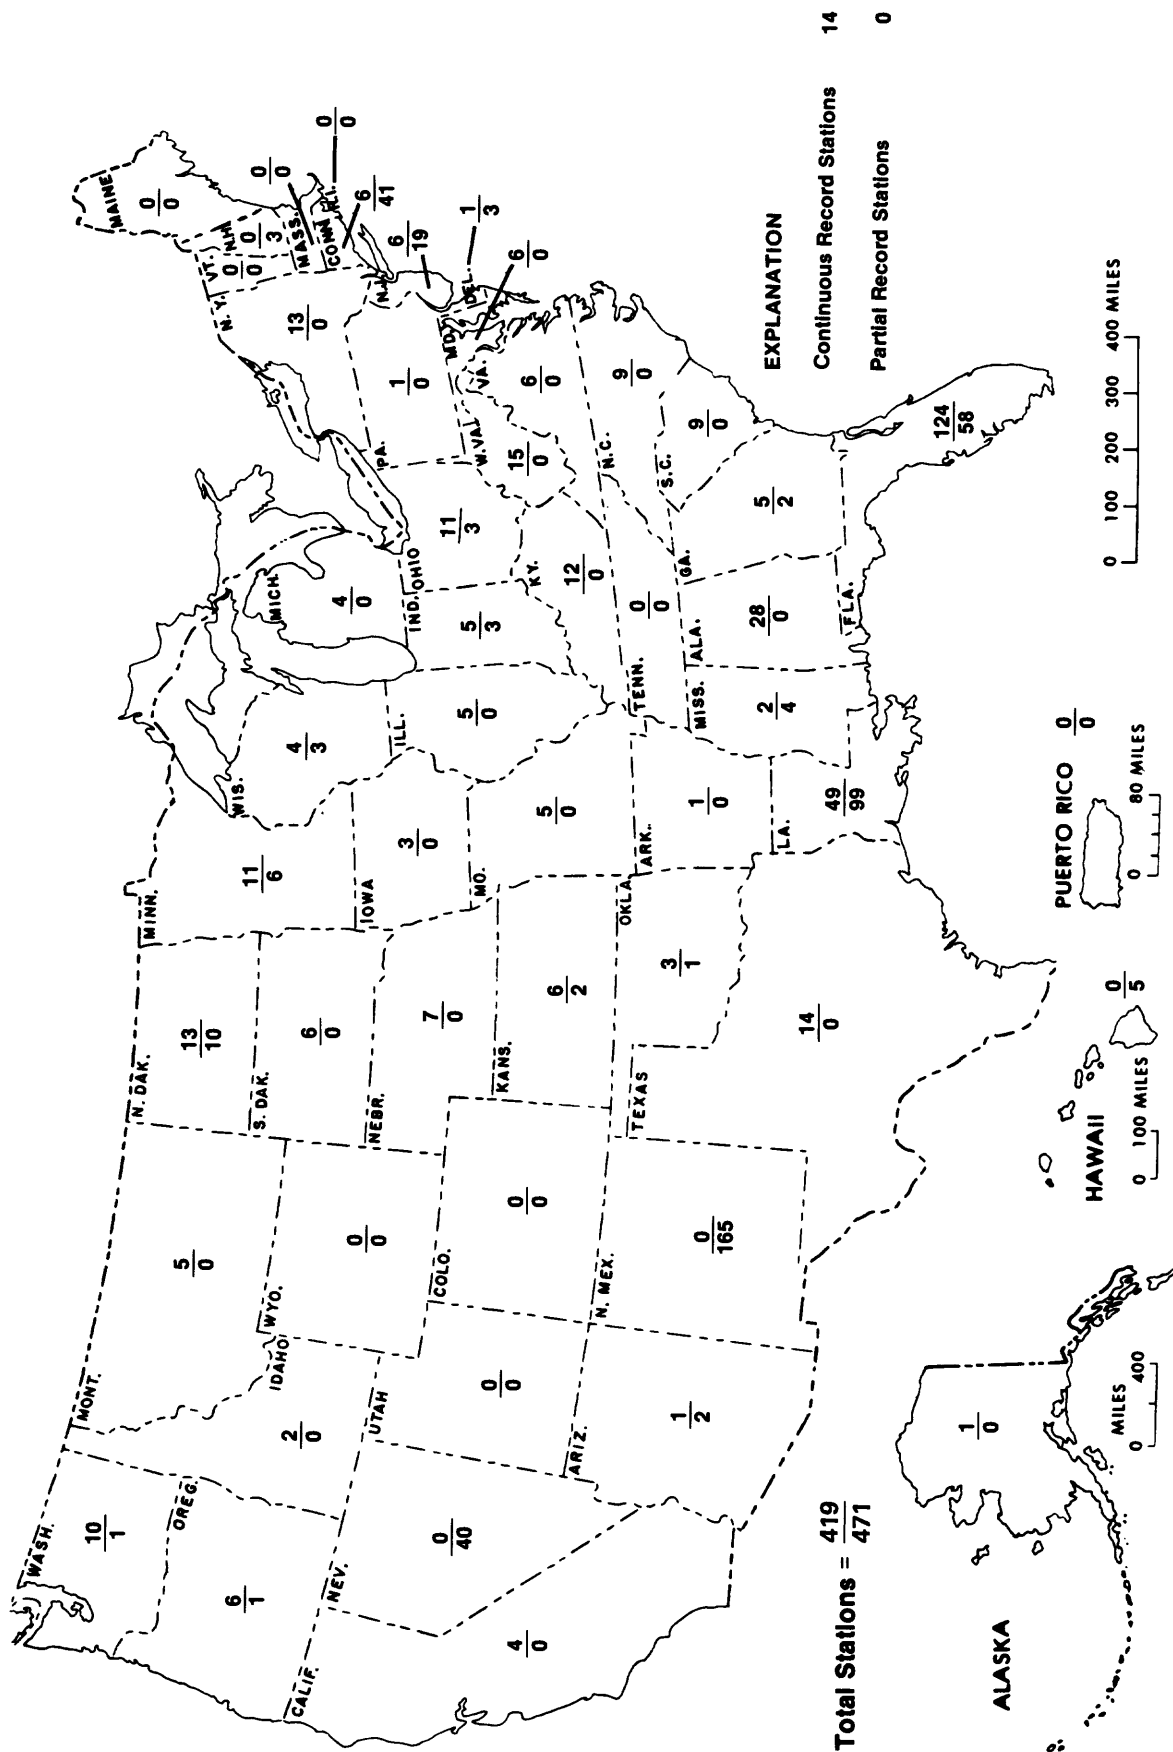 WASH.
10
1
OREG.
6
1
CALIF.
4
0
NEV.
0
40
IDAHO
2
0
MONT.
5
0
WYO.
0
0
UTAH
0
0
ARIZ.
1
2
COLO.
0
0
N. MEX.
0
165
N. DAK.
13
10
S. DAK.
6
0
NEBR.
7
0
KANS.
6
2
OKLA.
3
1
TEXAS
14
0
MINN.
11
6
IOWA
3
0
MO.
5
0
ARK.
1
0
LA.
49
99
WIS.
4
3
ILL.
5
0
MICH.
4
0
IND.
5
3
OHIO
11
3
KY.
12
0
TENN.
0
0
MISS.
2
4
ALA.
28
0
GA.
5
2
FLA.
124
58
S.C.
9
0
N.C.
9
0
VA.
6
0
W.VA.
15
0
PA.
1
0
N.Y.
13
0
VT.
0
0
N.H.
0
3
MAINE
0
0
MASS.
0
0
R.I.
0
0
CONN.
6
41
N.J.
6
19
DEL.
1
3
MD.
6
0
Total Stations = 419
471
ALASKA
1
0
0 400
MILES
HAWAII
0
5
0 100 MILES
PUERTO RICO 0
0
0 80 MILES
0 100 200 300 400 MILES
EXPLANATION
Continuous Record Stations 14
Partial Record Stations 0